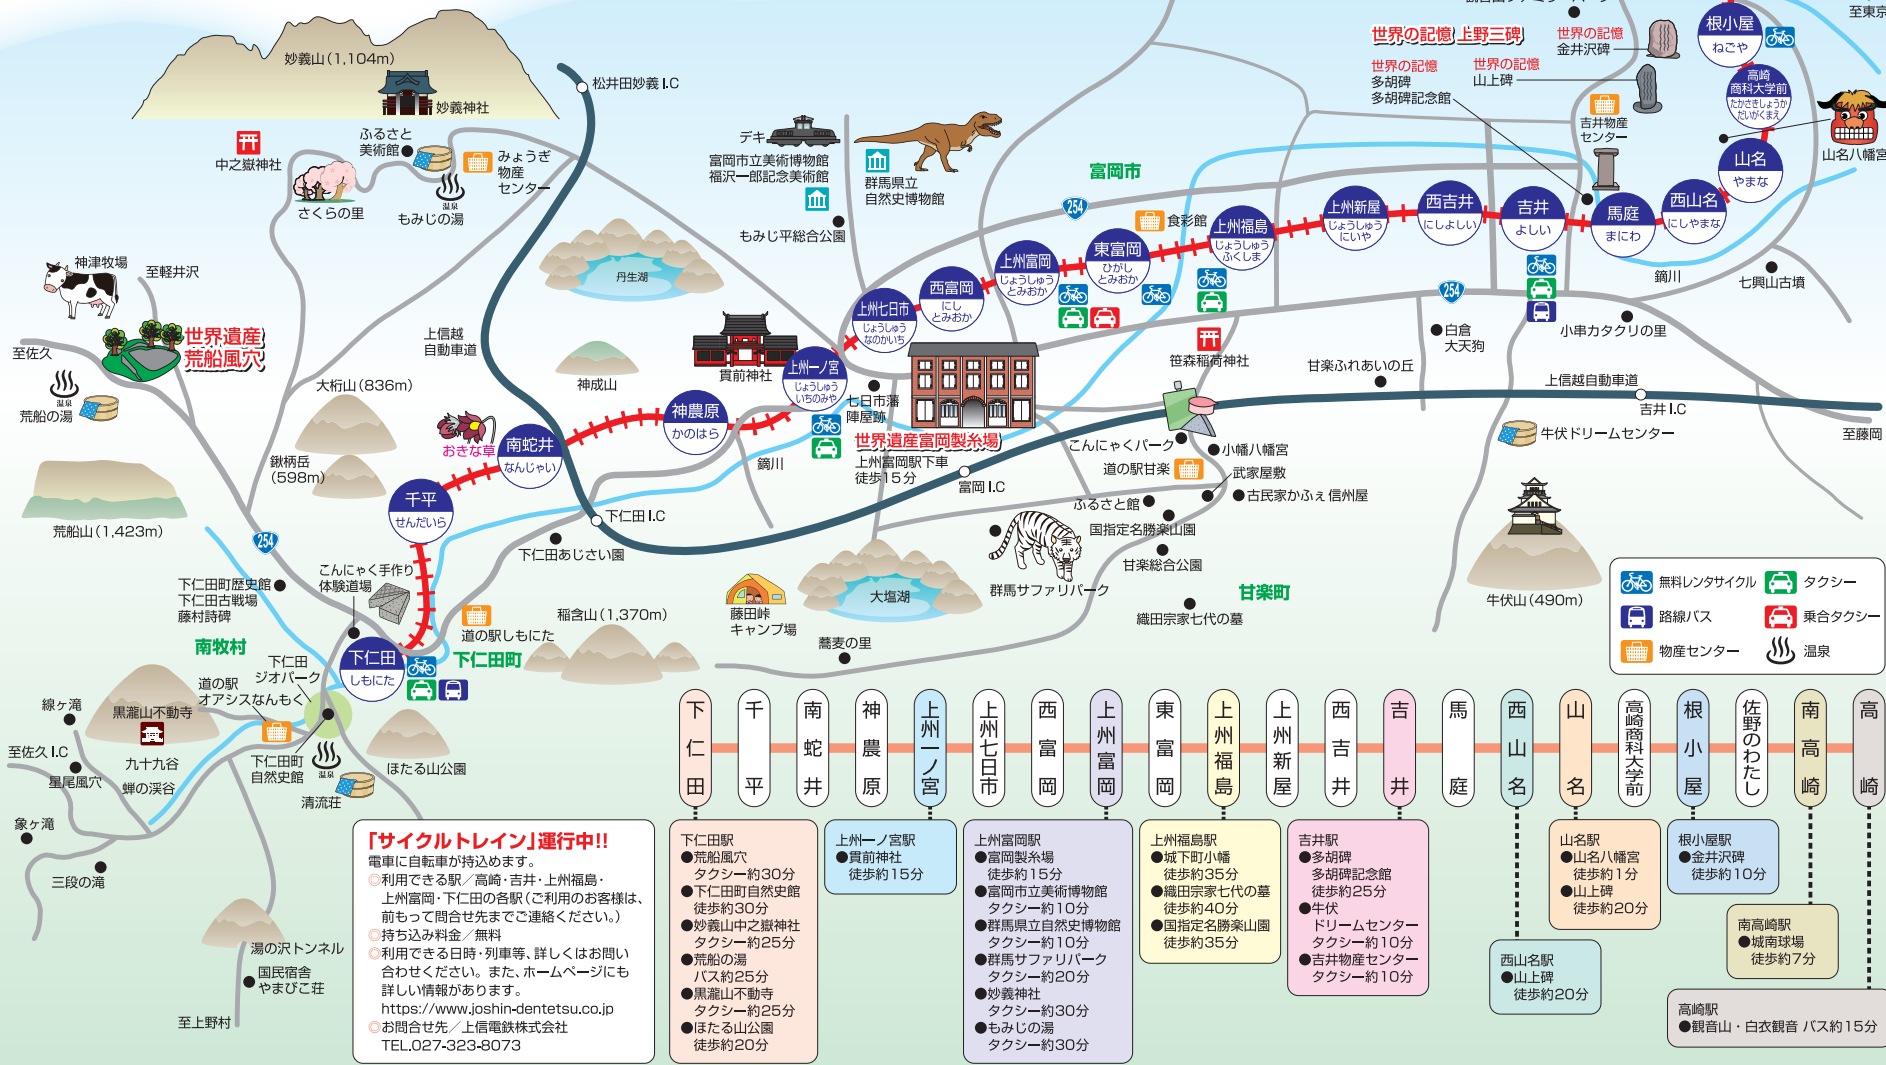 至東京
根小屋
ねごや
世界の記憶 上野三碑
世界の記憶
金井沢碑
世界の記憶
多胡碑
多胡碑記念館
世界の記憶
山上碑
高崎
商科大学前
たかさきしょうか
だいがくまえ
吉井物産
センター
山名八幡宮
山名
やまな
西山名
にしやまな
馬庭
まにわ
吉井
よしい
西吉井
にしよしい
上州新屋
じょうしゅう
にいや
上州福島
じょうしゅう
ふくしま
東富岡
ひがし
とみおか
上州富岡
じょうしゅう
とみおか
西富岡
にし
とみおか
上州七日市
じょうしゅう
なのかいち
上州一ノ宮
じょうしゅう
いちのみや
神農原
かのはら
南蛇井
なんじゃい
千平
せんだいら
下仁田
しもにた
妙義山(1,104m)
妙義神社
松井田妙義 I.C
中之嶽神社
ふるさと
美術館
みょうぎ
物産
センター
さくらの里
温泉
もみじの湯
デキ
富岡市立美術博物館
福沢一郎記念美術館
群馬県立
自然史博物館
もみじ平総合公園
富岡市
254
食彩館
丹生湖
神津牧場
至軽井沢
至佐久
世界遺産
荒船風穴
温泉
荒船の湯
上信越
自動車道
大桁山(836m)
神成山
貫前神社
七日市藩
陣屋跡
世界遺産富岡製糸場
上州富岡駅下車
徒歩15分
笹森稲荷神社
254
白倉
大天狗
小串カタクリの里
鏑川
七興山古墳
甘楽ふれあいの丘
上信越自動車道
吉井 I.C
至藤岡
牛伏ドリームセンター
こんにゃくパーク
小幡八幡宮
道の駅甘楽
武家屋敷
古民家かふぇ信州屋
ふるさと館
国指定名勝楽山園
甘楽総合公園
群馬サファリパーク
甘楽町
織田宗家七代の墓
牛伏山(490m)
富岡 I.C
鏑川
おきな草
鍬柄岳
(598m)
荒船山(1,423m)
254
下仁田 I.C
下仁田あじさい園
こんにゃく手作り
体験道場
下仁田町歴史館
下仁田古戦場
藤村詩碑
南牧村
道の駅しもにた
下仁田町
稲含山(1,370m)
藤田峠
キャンプ場
大塩湖
蕎麦の里
下仁田
ジオパーク
道の駅
オアシスなんもく
線ヶ滝
黒瀧山不動寺
至佐久 I.C
九十九谷
星尾風穴
蝉の渓谷
下仁田町
自然史館
温泉
清流荘
ほたる山公園
象ヶ滝
三段の滝
湯の沢トンネル
国民宿舎
やまびこ荘
至上野村
無料レンタサイクル
タクシー
路線バス
乗合タクシー
物産センター
温泉
下仁田
千平
南蛇井
神農原
上州一ノ宮
上州七日市
西富岡
上州富岡
東富岡
上州福島
上州新屋
西吉井
吉井
馬庭
西山名
山名
高崎商科大学前
根小屋
佐野のわたし
南高崎
高崎
「サイクルトレイン」運行中!!
電車に自転車が持込めます。
◎利用できる駅/高崎・吉井・上州福島・
上州富岡・下仁田の各駅(ご利用のお客様は、
前もって問合せ先までご連絡ください。)
◎持ち込み料金/無料
◎利用できる日時・列車等、詳しくはお問い
合わせください。また、ホームページにも
詳しい情報があります。
https://www.joshin-dentetsu.co.jp
◎お問合せ先/上信電鉄株式会社
TEL.027-323-8073
下仁田駅
●荒船風穴
タクシー約30分
●下仁田町自然史館
徒歩約30分
●妙義山中之嶽神社
タクシー約25分
●荒船の湯
バス約25分
●黒瀧山不動寺
タクシー約25分
●ほたる山公園
徒歩約20分
上州一ノ宮駅
●貫前神社
徒歩約15分
上州富岡駅
●富岡製糸場
徒歩約15分
●富岡市立美術博物館
タクシー約10分
●群馬県立自然史博物館
タクシー約10分
●群馬サファリパーク
タクシー約20分
●妙義神社
タクシー約30分
●もみじの湯
タクシー約30分
上州福島駅
●城下町小幡
徒歩約35分
●織田宗家七代の墓
徒歩約40分
●国指定名勝楽山園
徒歩約35分
吉井駅
●多胡碑
多胡碑記念館
徒歩約25分
●牛伏
ドリームセンター
タクシー約10分
●吉井物産センター
タクシー約10分
西山名駅
●山上碑
徒歩約20分
山名駅
●山名八幡宮
徒歩約1分
●山上碑
徒歩約20分
根小屋駅
●金井沢碑
徒歩約10分
南高崎駅
●城南球場
徒歩約7分
高崎駅
●観音山・白衣観音 バス約15分